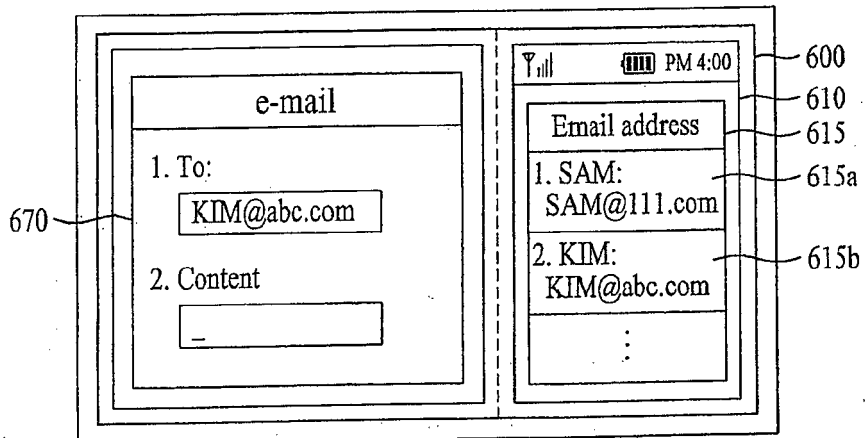 e-mail
1. To:
KIM@abc.com
2. Content
_
670
PM 4:00
Email address
1. SAM:
SAM@111.com
2. KIM:
KIM@abc.com
⋮
600
610
615
615a
615b